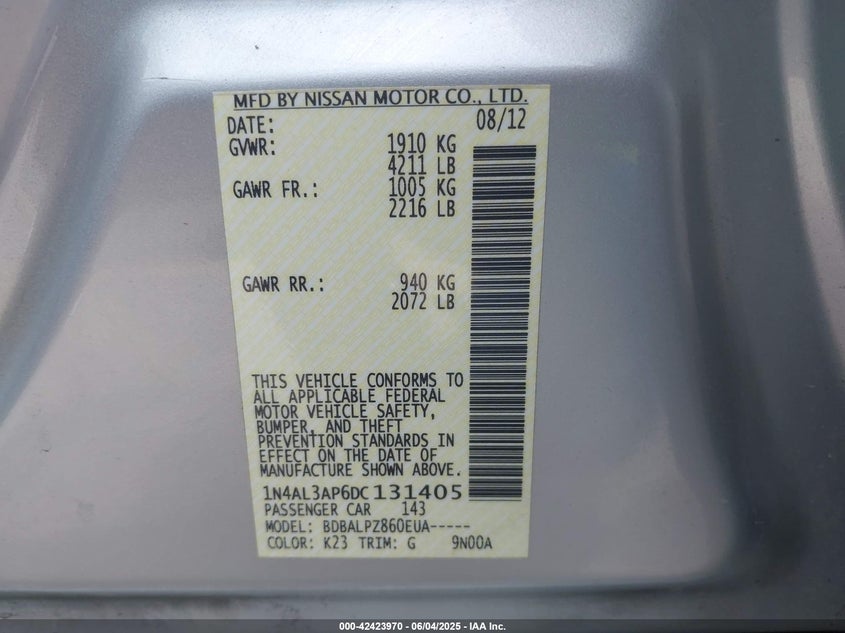 MFD BY NISSAN MOTOR CO., LTD.
DATE: 08/12
GVWR: 1910 KG
4211 LB
GAWR FR.: 1005 KG
2216 LB
GAWR RR.: 940 KG
2072 LB
THIS VEHICLE CONFORMS TO
ALL APPLICABLE FEDERAL
MOTOR VEHICLE SAFETY,
BUMPER, AND THEFT
PREVENTION STANDARDS IN
EFFECT ON THE DATE OF
MANUFACTURE SHOWN ABOVE.
1N4AL3AP6DC131405
PASSENGER CAR 143
MODEL: BDBALPZ860EUA-----
COLOR: K23 TRIM: G 9N00A
000-42423970 - 06/04/2025 - IAA Inc.